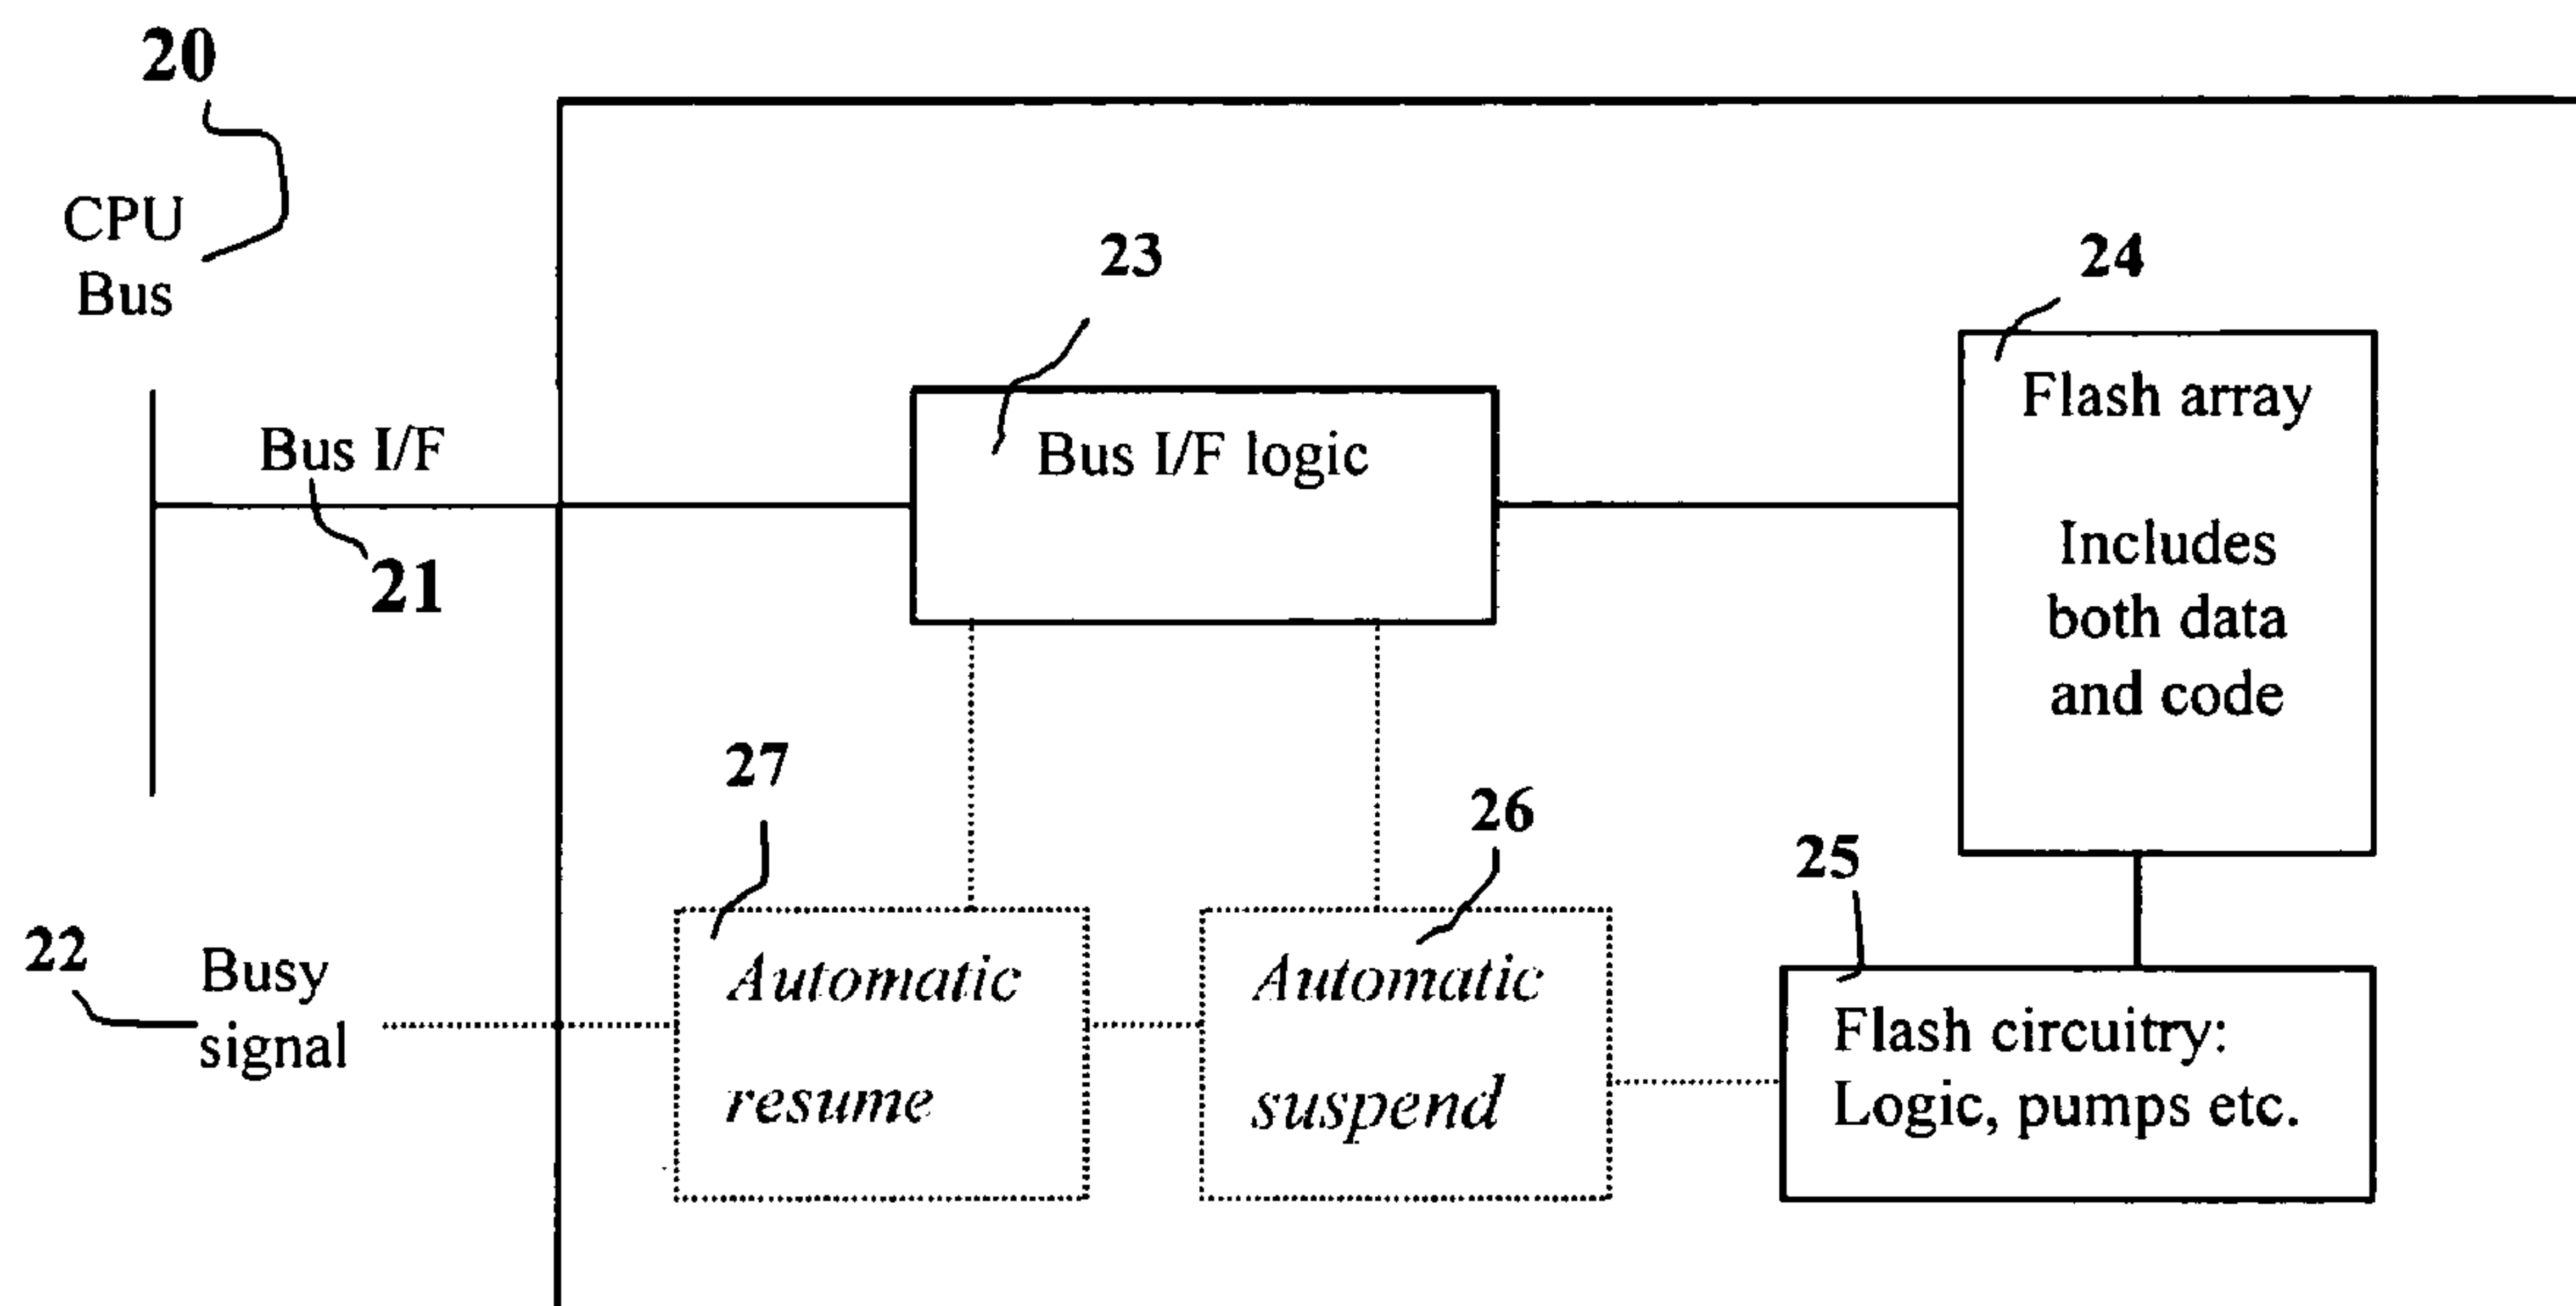 20
CPU
Bus
23
24
Bus I/F
21
Bus I/F logic
Flash array
Includes
both data
and code
27
26
25
22
Busy
signal
Automatic
resume
Automatic
suspend
Flash circuitry:
Logic, pumps etc.